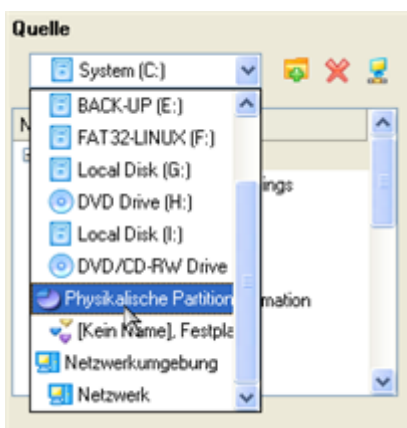 Quelle
System (C:)
BACK-UP (E:)
FAT32-LINUX (F:)
Local Disk (G:)
ings
DVD Drive (H:)
Local Disk (I:)
DVD/CD-RW Drive
Physikalische Partition
mation
[Kein Name], Festpla
Netzwerkumgebung
Netzwerk